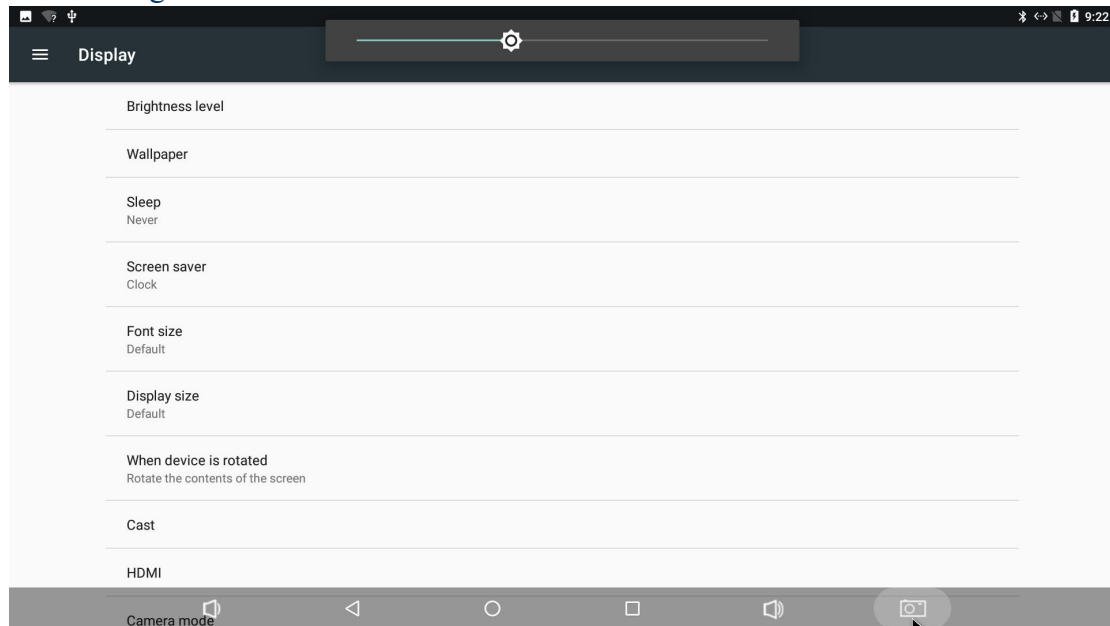 9:22
Display
Brightness level
Wallpaper
Sleep
Never
Screen saver
Clock
Font size
Default
Display size
Default
When device is rotated
Rotate the contents of the screen
Cast
HDMI
Camera mode